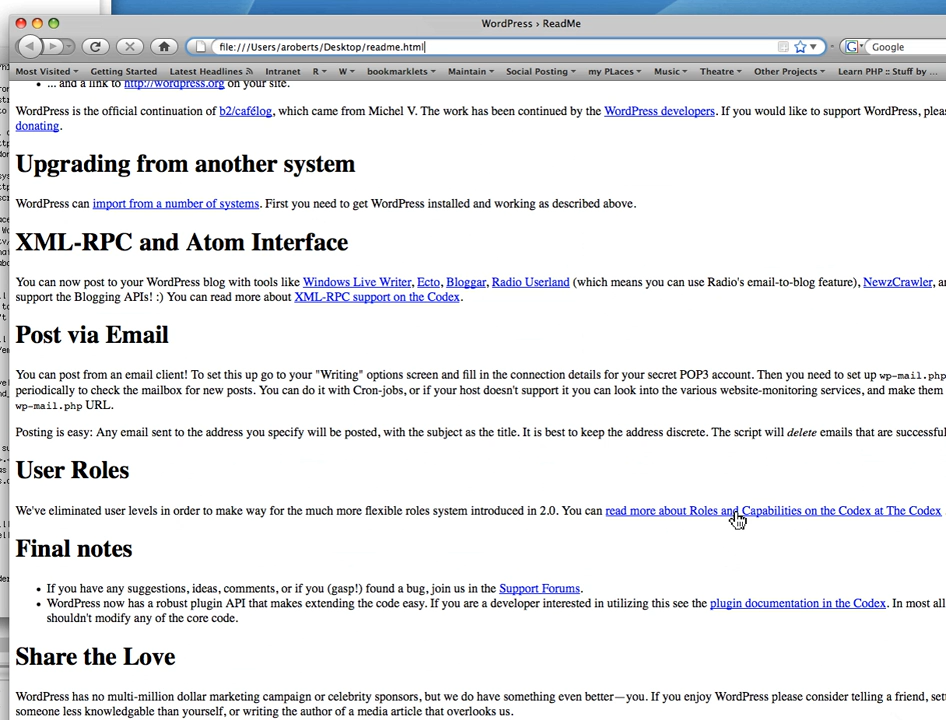 WordPress › ReadMe
file:///Users/aroberts/Desktop/readme.html
Google
Most Visited Getting Started Latest Headlines Intranet R W bookmarklets Maintain Social Posting my PLaces Music Theatre Other Projects Learn PHP :: Stuff by ...
... and a link to http://wordpress.org on your site.
WordPress is the official continuation of b2/cafélog, which came from Michel V. The work has been continued by the WordPress developers. If you would like to support WordPress,
donating.
Upgrading from another system
WordPress can import from a number of systems. First you need to get WordPress installed and working as described above.
XML-RPC and Atom Interface
You can now post to your WordPress blog with tools like Windows Live Writer, Ecto, Bloggar, Radio Userland (which means you can use Radio's email-to-blog feature), NewzCrawler,
support the Blogging APIs! :) You can read more about XML-RPC support on the Codex.
Post via Email
You can post from an email client! To set this up go to your "Writing" options screen and fill in the connection details for your secret POP3 account. Then you need to set up wp-mail.php
periodically to check the mailbox for new posts. You can do it with Cron-jobs, or if your host doesn't support it you can look into the various website-monitoring services, and make them
wp-mail.php URL.
Posting is easy: Any email sent to the address you specify will be posted, with the subject as the title. It is best to keep the address discrete. The script will delete emails that are
User Roles
We've eliminated user levels in order to make way for the much more flexible roles system introduced in 2.0. You can read more about Roles and Capabilities on the Codex at The Codex
Final notes
If you have any suggestions, ideas, comments, or if you (gasp!) found a bug, join us in the Support Forums.
WordPress now has a robust plugin API that makes extending the code easy. If you are a developer interested in utilizing this see the plugin documentation in the Codex. In most all
shouldn't modify any of the core code.
Share the Love
WordPress has no multi-million dollar marketing campaign or celebrity sponsors, but we do have something even better—you. If you enjoy WordPress please consider telling a friend,
someone less knowledgable than yourself, or writing the author of a media article that overlooks us.